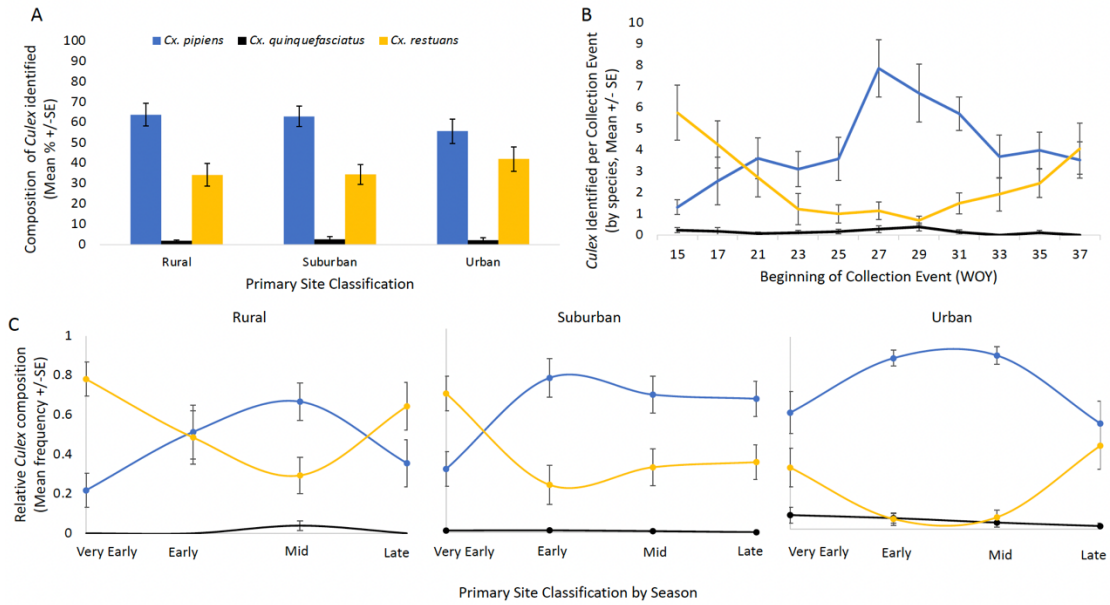 A
Composition of Culex identified
(Mean % +/-SE)
100
90
80
70
60
50
40
30
20
10
0
Cx. pipiens
Cx. quinquefasciatus
Cx. restuans
Rural
Suburban
Urban
Primary Site Classification
B
Culex Identified per Collection Event
(by species, Mean +/- SE)
10
9
8
7
6
5
4
3
2
1
0
15
17
21
23
25
27
29
31
33
35
37
Beginning of Collection Event (WOY)
C
Relative Culex composition
(Mean frequency +/-SE)
1
0.8
0.6
0.4
0.2
0
Rural
Very Early
Early
Mid
Late
Suburban
Very Early
Early
Mid
Late
Urban
Very Early
Early
Mid
Late
Primary Site Classification by Season